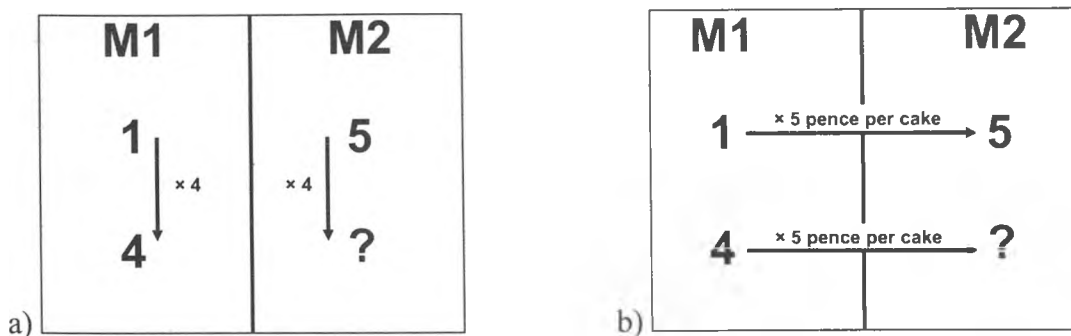 M1 M2
1 5
× 4 × 4
4 ?
a)
M1 M2
× 5 pence per cake
1 5
× 5 pence per cake
4 ?
b)